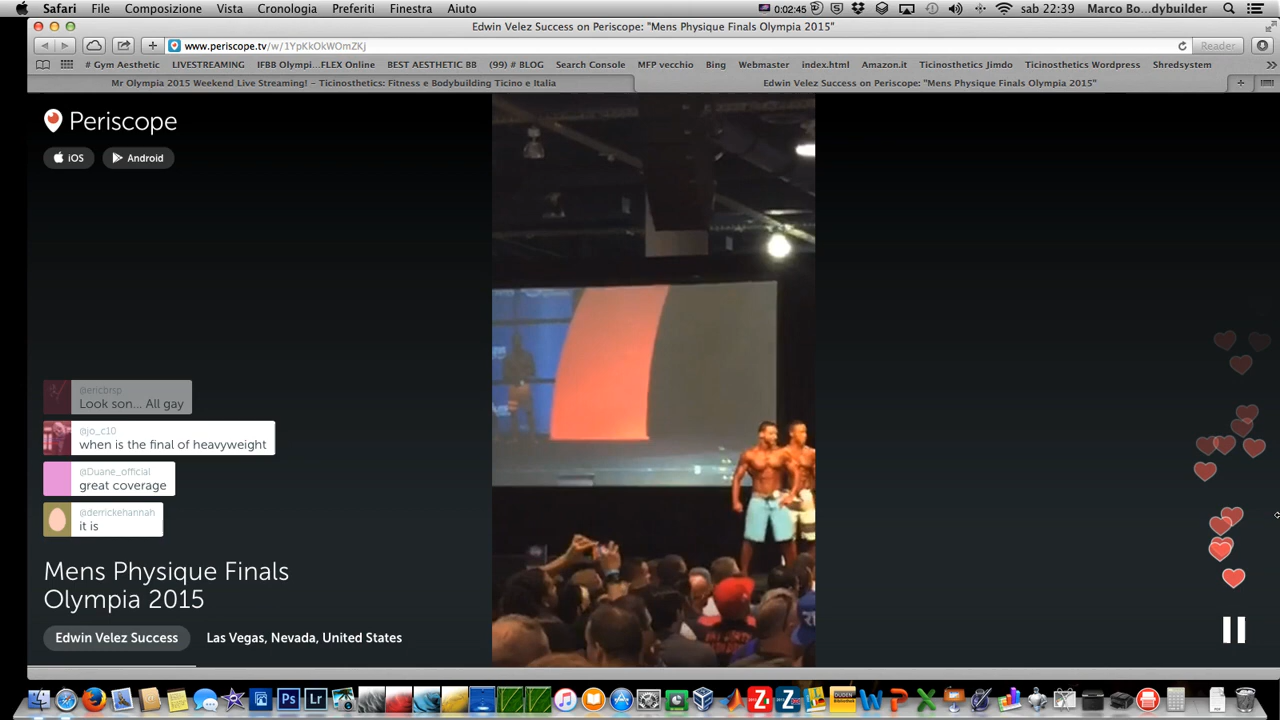 Safari File Composizione Vista Cronologia Preferiti Finestra Aiuto 0:02:45 sab 22:39 Marco Bo...dybuilder
Edwin Velez Success on Periscope: "Mens Physique Finals Olympia 2015"
www.periscope.tv/w/1YpKkOkWOmZKj Reader
# Gym Aesthetic LIVESTREAMING IFBB Olympi...FLEX Online BEST AESTHETIC BB (99) # BLOG Search Console MFP vecchio Bing Webmaster index.html Amazon.it Ticinosthetics Jimdo Ticinosthetics Wordpress Shredsystem
Mr Olympia 2015 Weekend Live Streaming! – Ticinosthetics: Fitness e Bodybuilding Ticino e Italia Edwin Velez Success on Periscope: "Mens Physique Finals Olympia 2015"
Periscope
iOS Android
@ericbrsp
Look son... All gay
@jo_c10
when is the final of heavyweight
@Duane_official
great coverage
@derrickehannah
it is
Mens Physique Finals
Olympia 2015
Edwin Velez Success Las Vegas, Nevada, United States